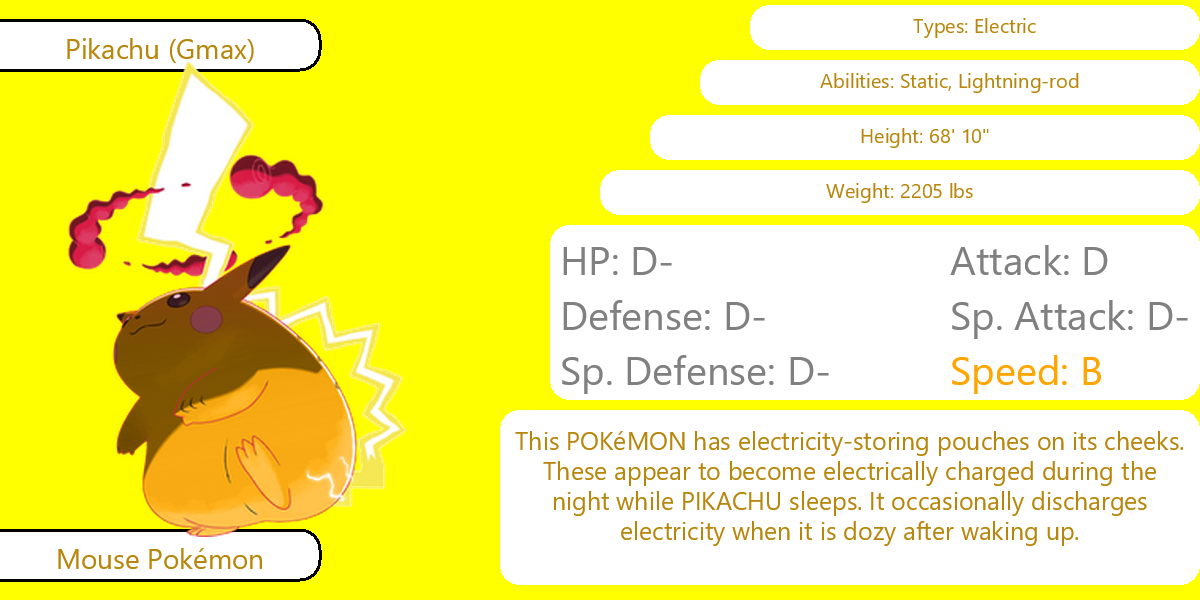 Pikachu (Gmax)
Types: Electric
Abilities: Static, Lightning-rod
Height: 68' 10"
Weight: 2205 lbs
HP: D-
Attack: D
Defense: D-
Sp. Attack: D-
Sp. Defense: D-
Speed: B
This POKéMON has electricity-storing pouches on its cheeks.
These appear to become electrically charged during the
night while PIKACHU sleeps. It occasionally discharges
electricity when it is dozy after waking up.
Mouse Pokémon